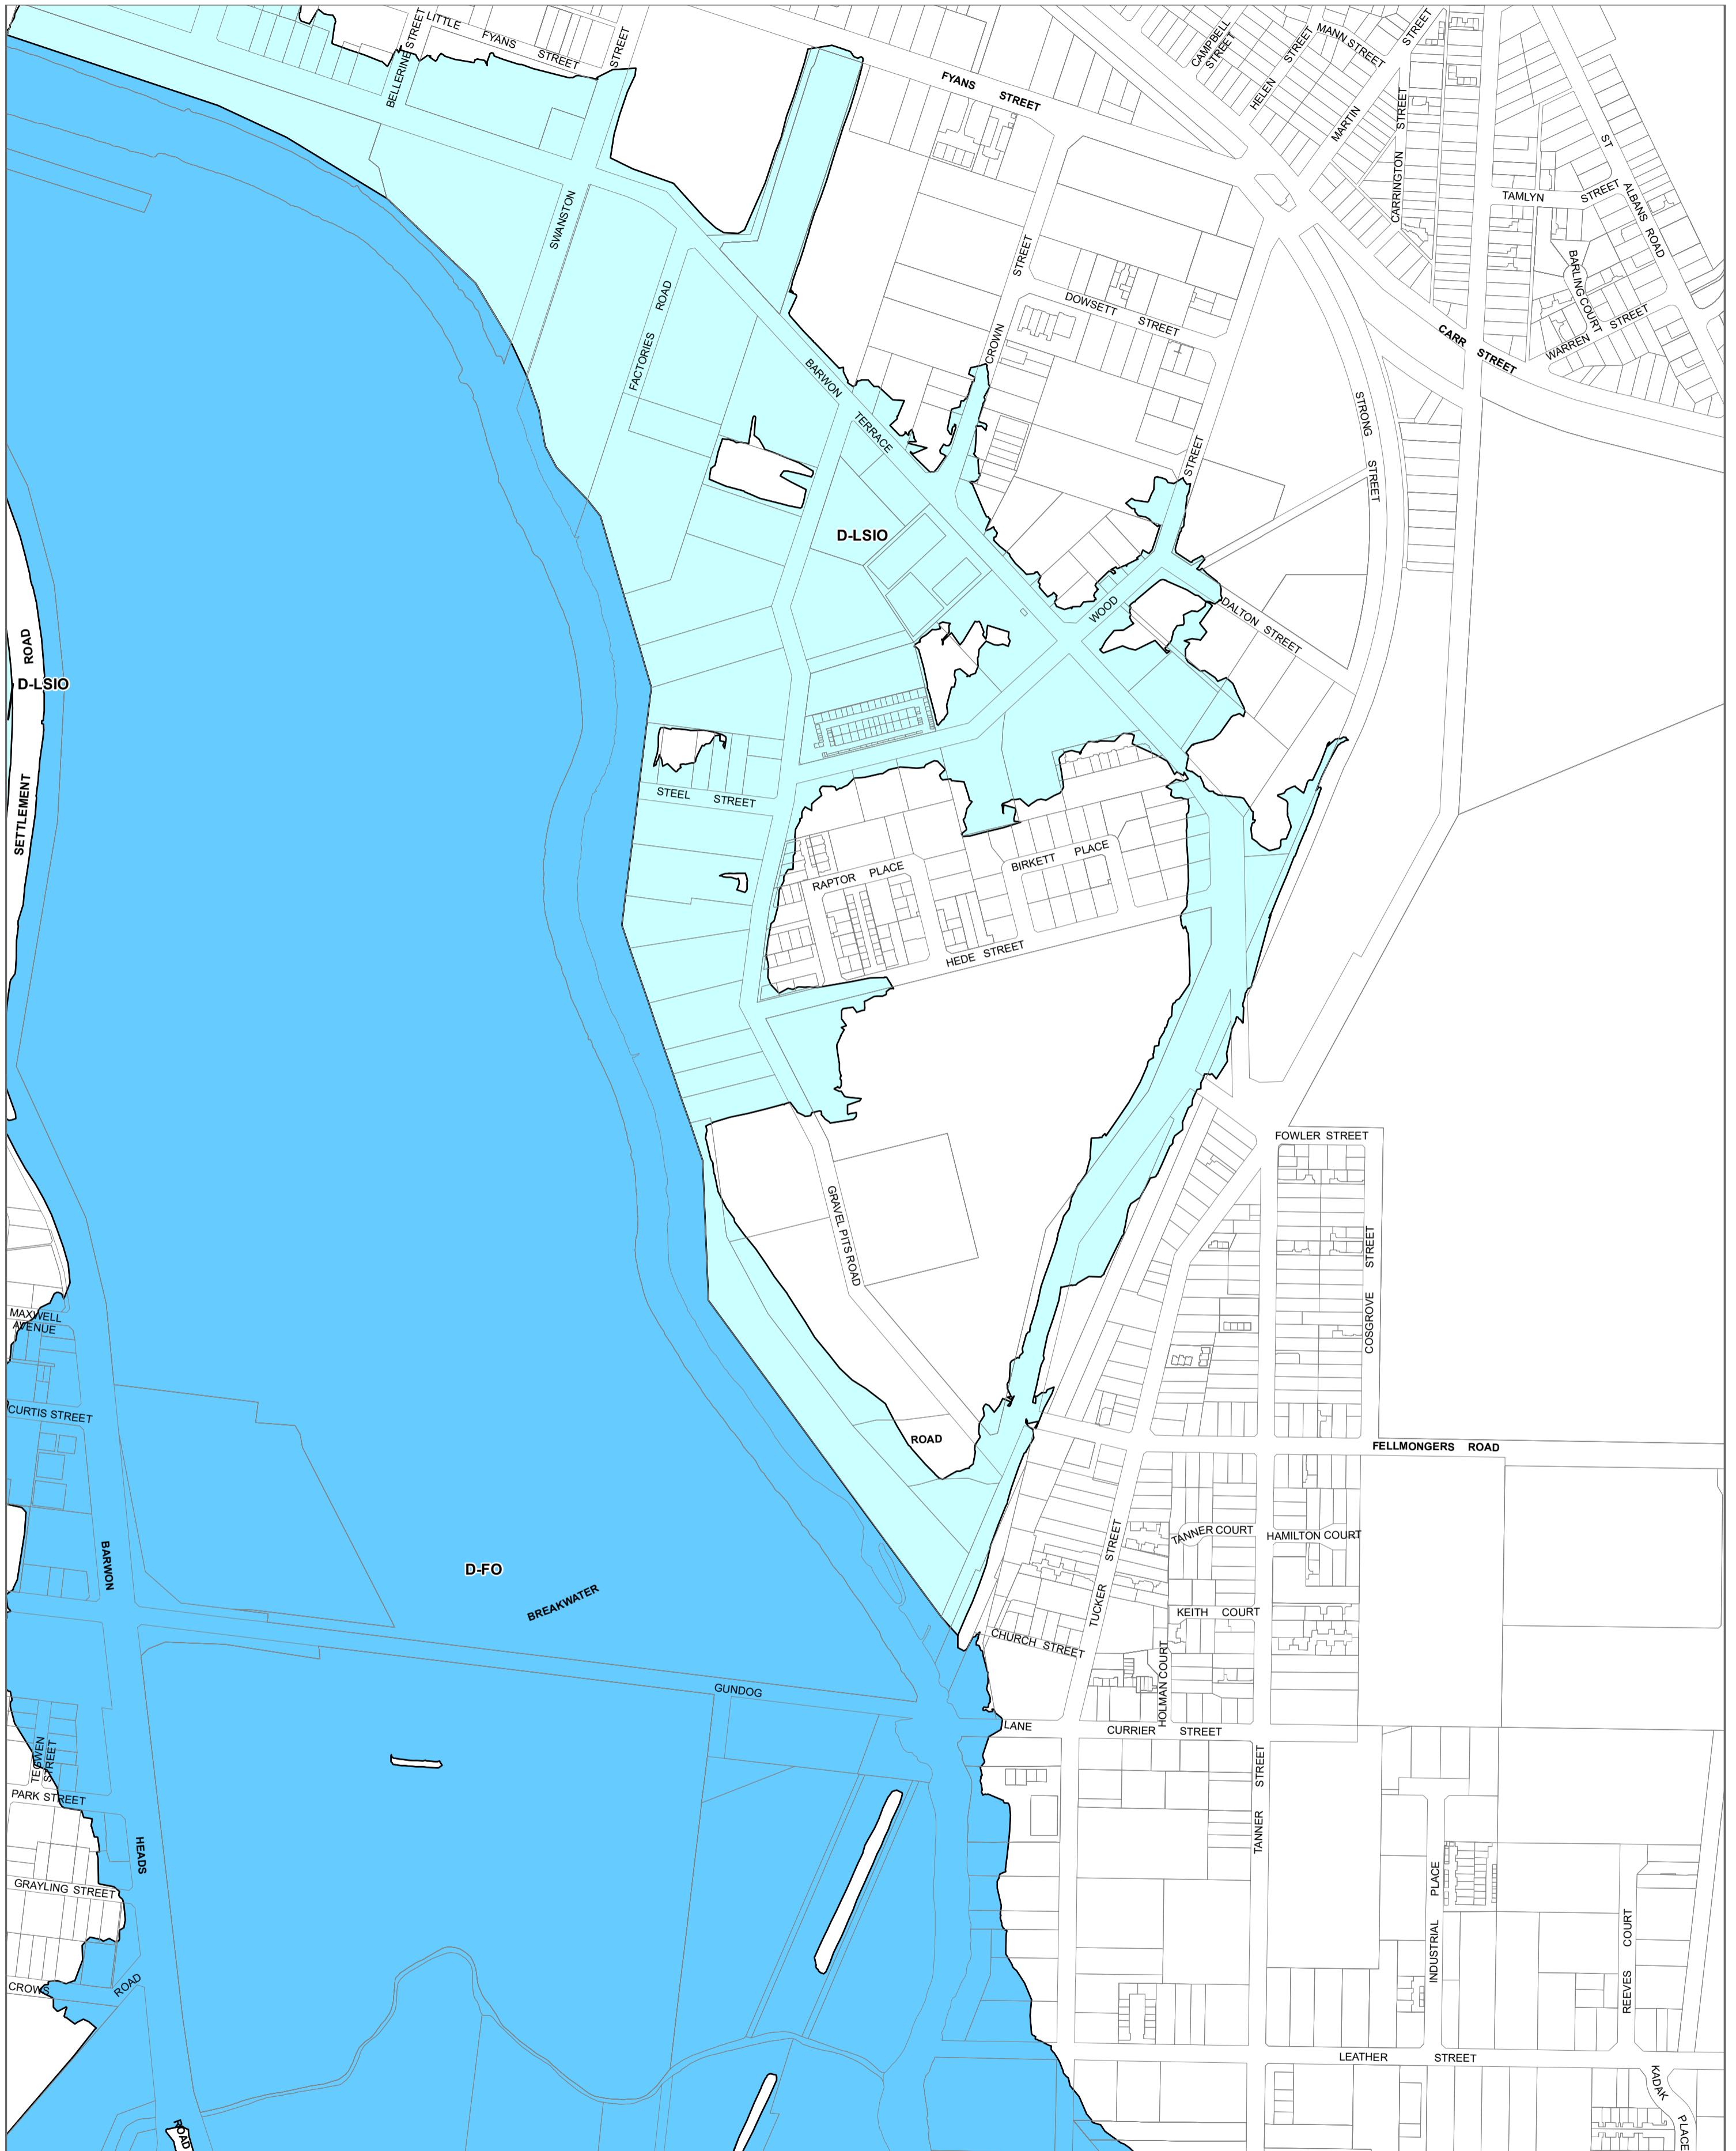 LITTLE FYANS STREET
BELLERINE STREET
STREET
FYANS STREET
CAMPBELL
STREET
HELEN STREET
MANN STREET
MARTIN STREET
CARRINGTON STREET
ST ALBANS ROAD
TAMLYN STREET
BARLING COURT
WARREN STREET
CARR STREET
SWANSTON
FACTORIES ROAD
CROWN STREET
DOWSETT STREET
BARWON TERRACE
STRONG STREET
STREET
D-LSIO
WOOD
DALTON STREET
SETTLEMENT ROAD
D-LSIO
STEEL STREET
RAPTOR PLACE
BIRKETT PLACE
HEDE STREET
GRAVEL PITS ROAD
FOWLER STREET
COSGROVE STREET
MAXWELL
AVENUE
CURTIS STREET
ROAD
FELLMONGERS ROAD
TANNER COURT
HAMILTON COURT
TUCKER STREET
BARWON
D-FO
BREAKWATER
KEITH COURT
CHURCH STREET
HOLMAN COURT
GUNDOG
LANE
CURRIER STREET
TEGWEN
STREET
PARK STREET
TANNER STREET
HEADS
GRAYLING STREET
INDUSTRIAL PLACE
REEVES COURT
CROWS
ROAD
LEATHER STREET
KADAK PLACE
ROAD